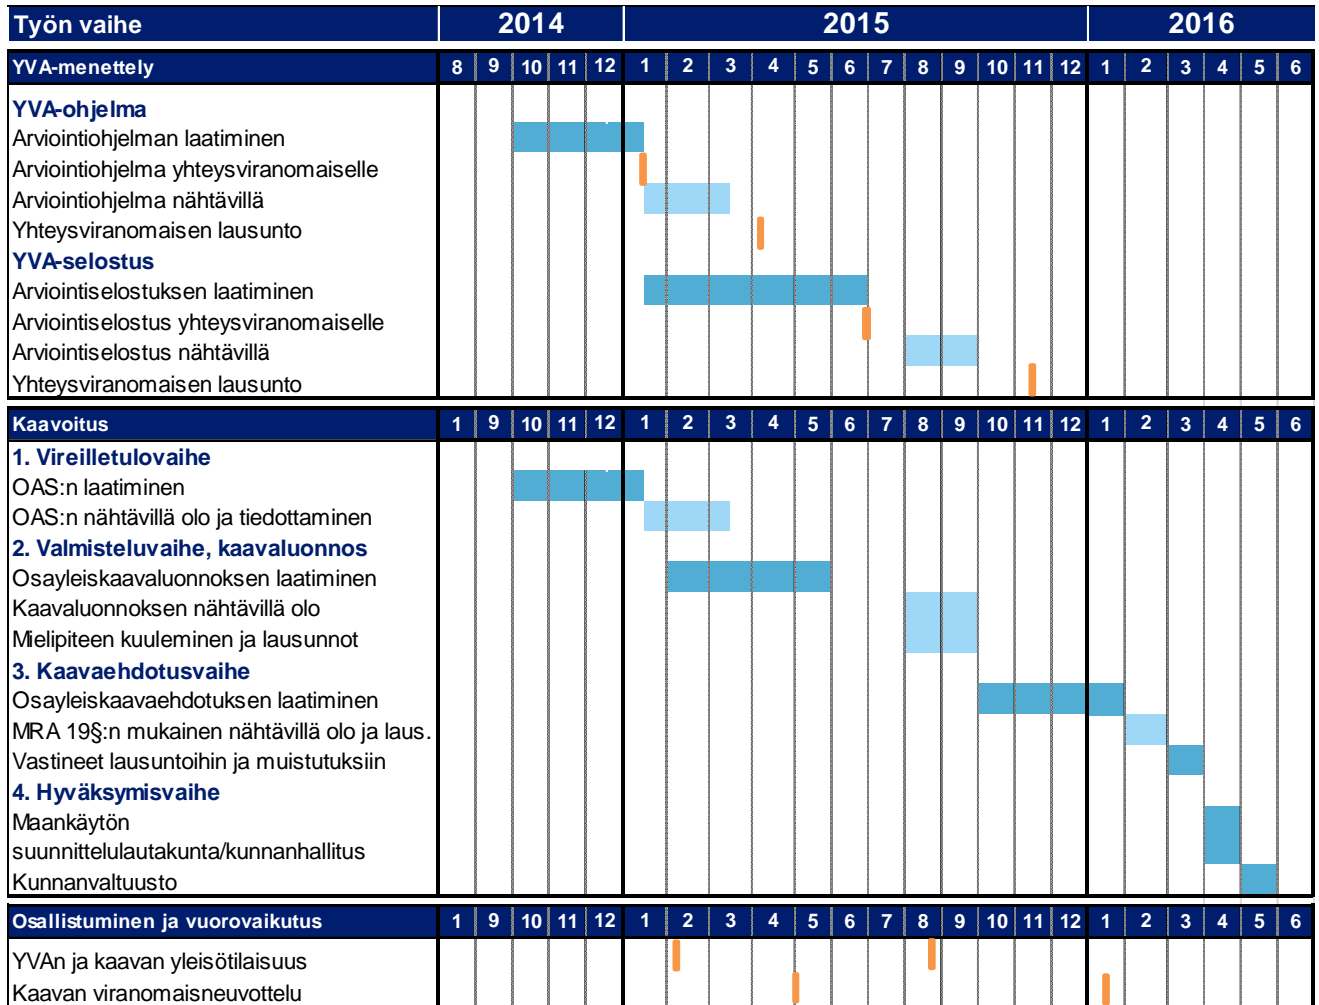 Työn vaihe 2014 2015 2016
YVA-menettely 8 9 10 11 12 1 2 3 4 5 6 7 8 9 10 11 12 1 2 3 4 5 6
YVA-ohjelma
Arviointiohjelman laatiminen
Arviointiohjelma yhteysviranomaiselle
Arviointiohjelma nähtävillä
Yhteysviranomaisen lausunto
YVA-selostus
Arviointiselostuksen laatiminen
Arviointiselostus yhteysviranomaiselle
Arviointiselostus nähtävillä
Yhteysviranomaisen lausunto
Kaavoitus 1 9 10 11 12 1 2 3 4 5 6 7 8 9 10 11 12 1 2 3 4 5 6
1. Vireilletulovaihe
OAS:n laatiminen
OAS:n nähtävillä olo ja tiedottaminen
2. Valmisteluvaihe, kaavaluonnos
Osayleiskaavaluonnoksen laatiminen
Kaavaluonnoksen nähtävillä olo
Mielipiteen kuuleminen ja lausunnot
3. Kaavaehdotusvaihe
Osayleiskaavaehdotuksen laatiminen
MRA 19§:n mukainen nähtävillä olo ja laus.
Vastineet lausuntoihin ja muistutuksiin
4. Hyväksymisvaihe
Maankäytön
suunnittelulautakunta/kunnanhallitus
Kunnanvaltuusto
Osallistuminen ja vuorovaikutus 1 9 10 11 12 1 2 3 4 5 6 7 8 9 10 11 12 1 2 3 4 5 6
YVAn ja kaavan yleisötilaisuus
Kaavan viranomaisneuvottelu